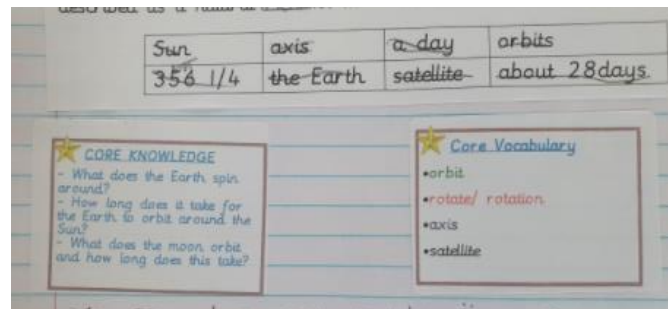 described as a
Sun axis a day orbits
356 1/4 the Earth satellite about 28days.
CORE KNOWLEDGE
- What does the Earth spin
around?
- How long does it take for
the Earth to orbit around the
Sun?
- What does the moon orbit
and how long does this take?
Core Vocabulary
•orbit
•rotate/ rotation
•axis
•satellite